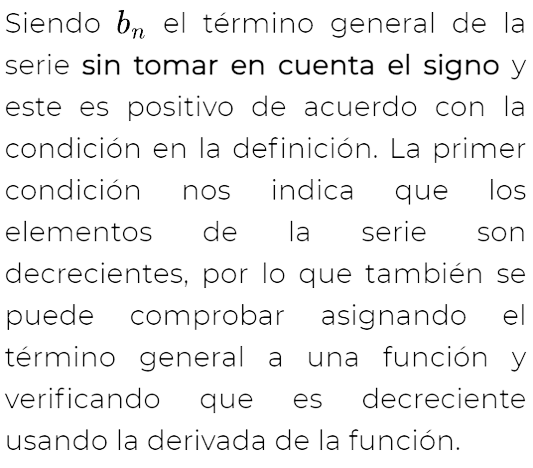 Siendo bₙ el término general de la
serie sin tomar en cuenta el signo y
este es positivo de acuerdo con la
condición en la definición. La primer
condición nos indica que los
elementos de la serie son
decrecientes, por lo que también se
puede comprobar asignando el
término general a una función y
verificando que es decreciente
usando la derivada de la función.